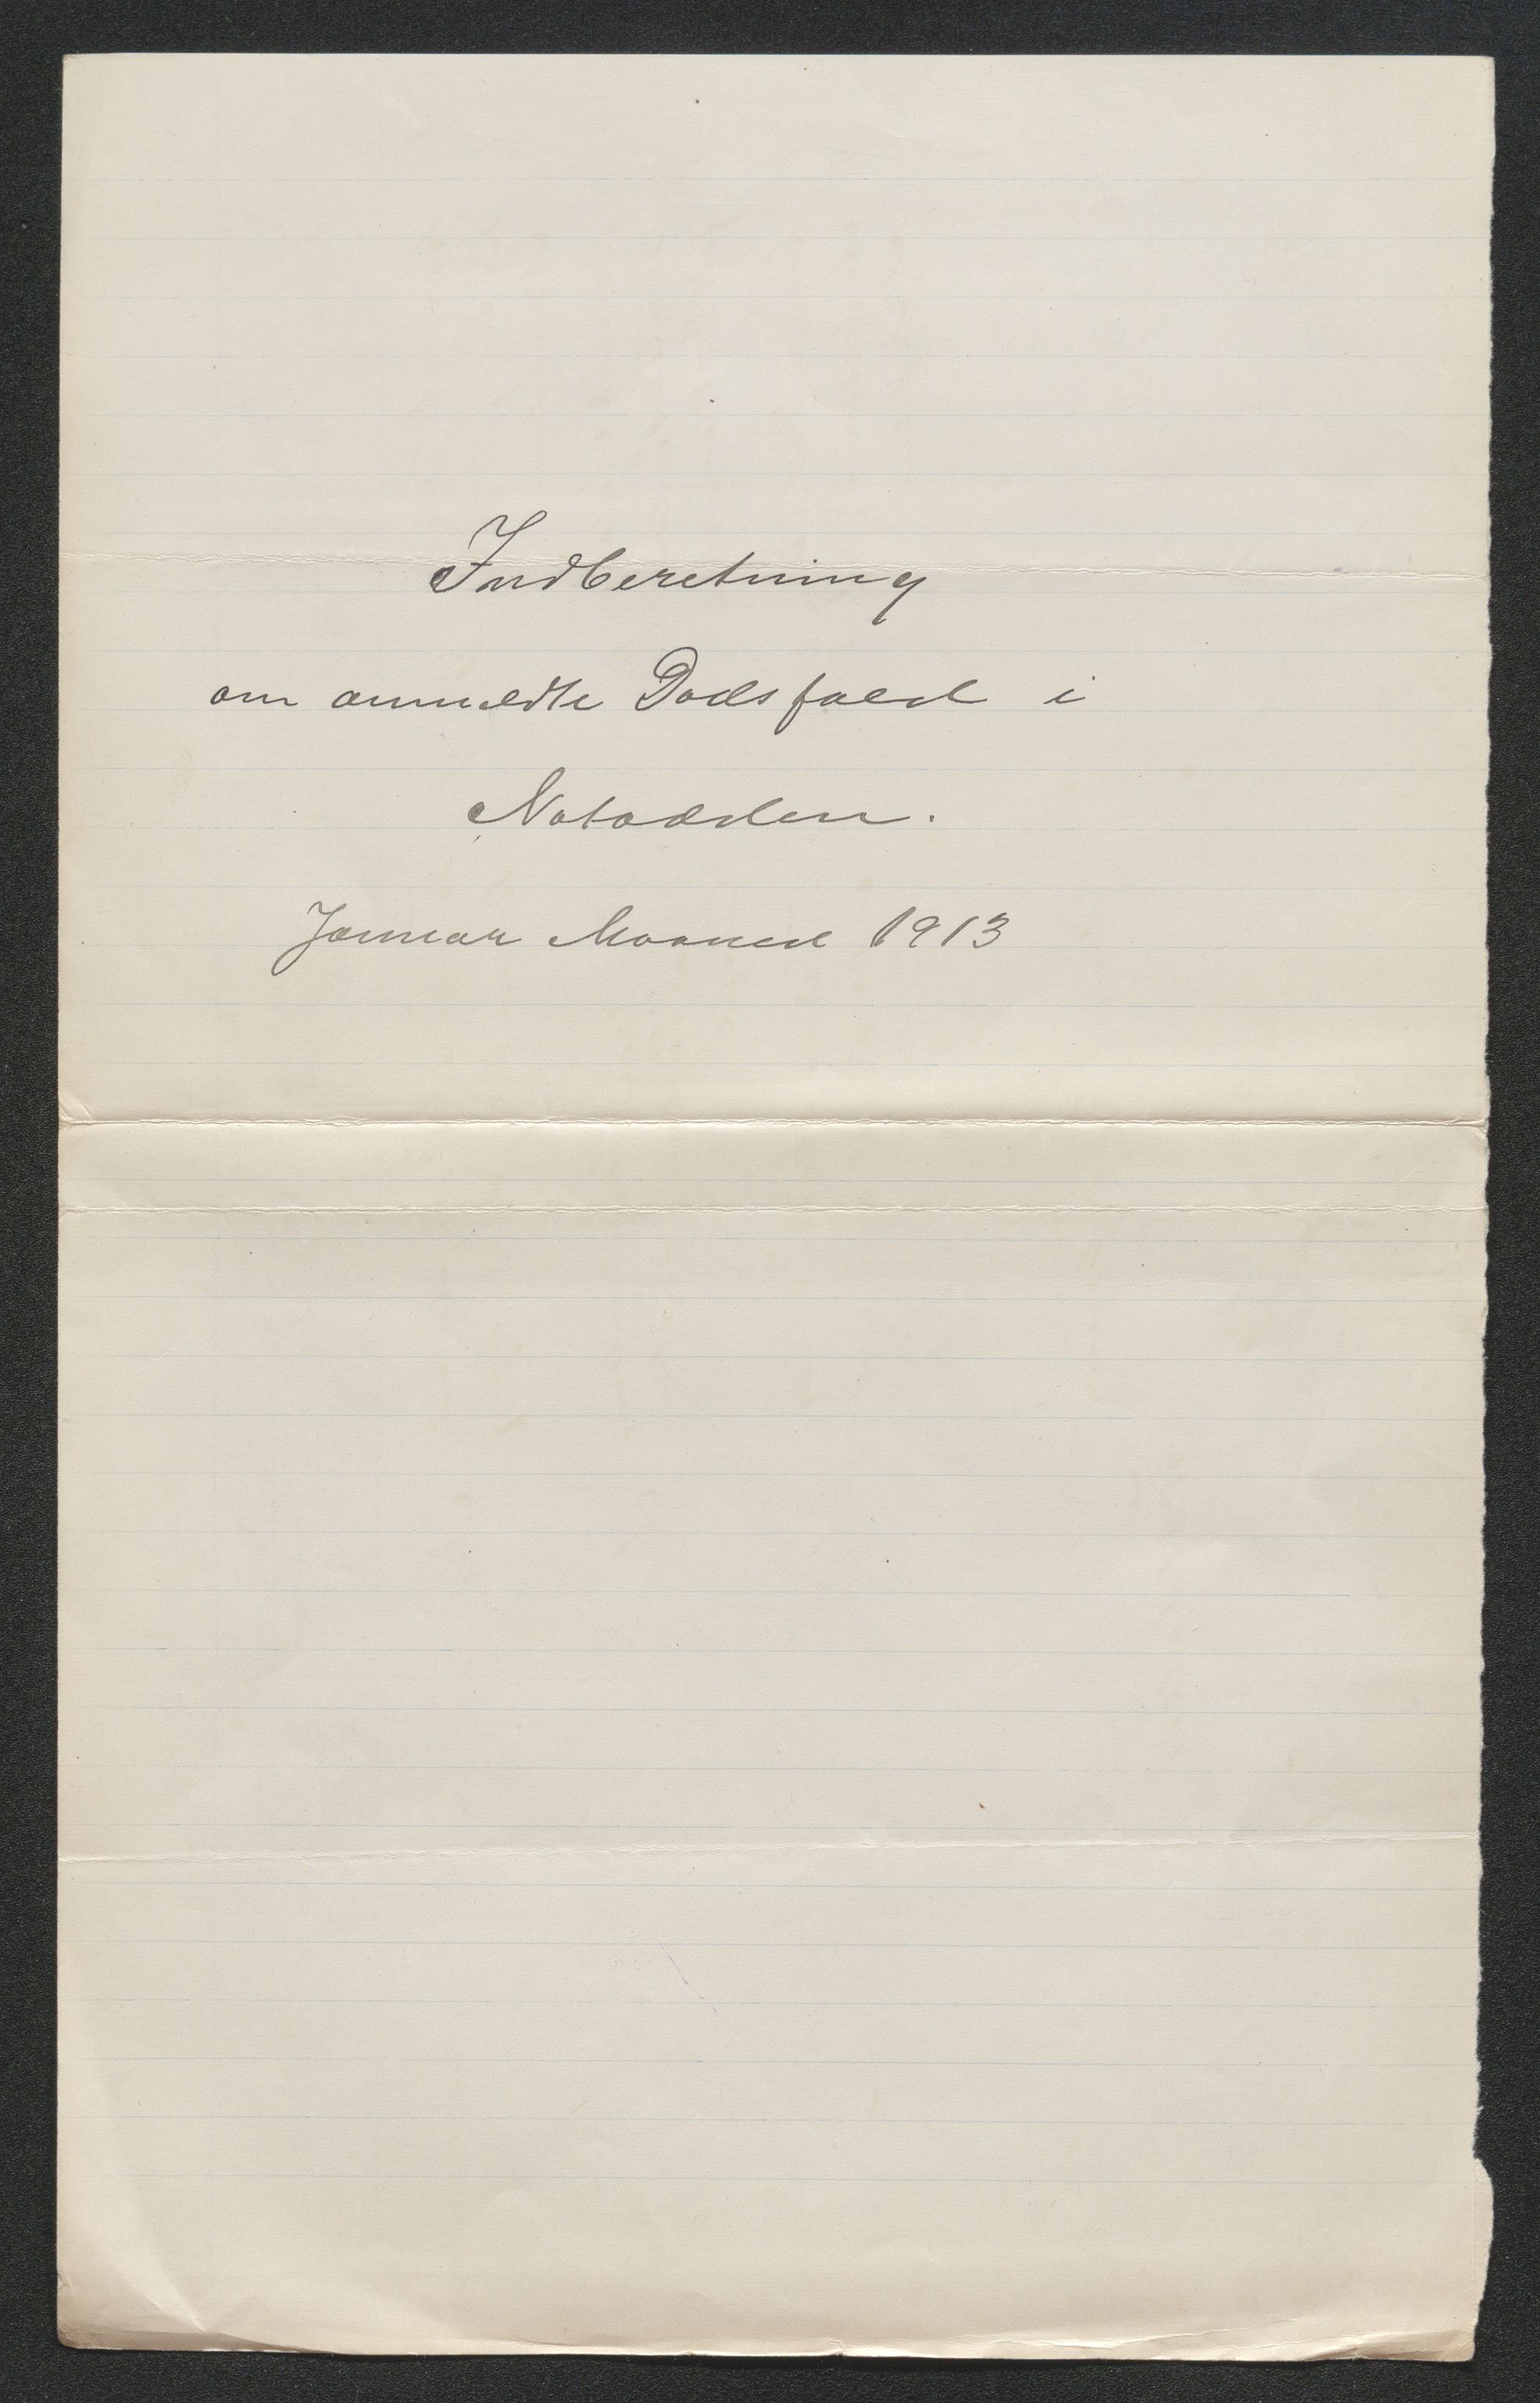 Indberetning
om anmeldte Dødsfald i
Notodden.
Januar Maaned 1913